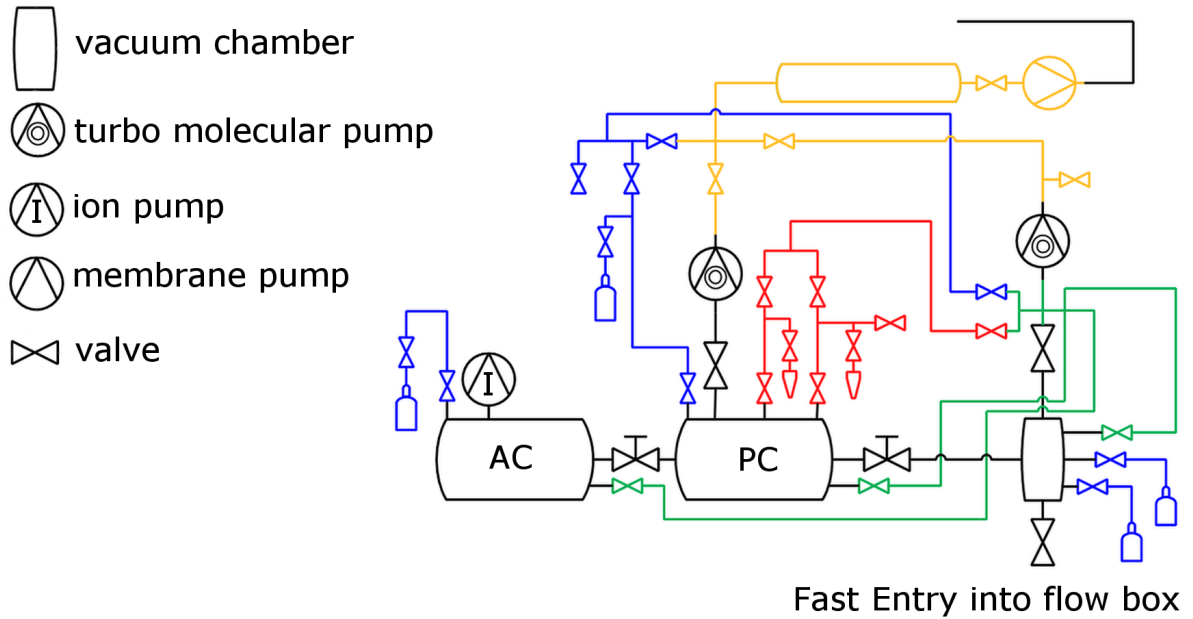 vacuum chamber
turbo molecular pump
I
ion pump
membrane pump
valve
I
AC
PC
Fast Entry into flow box